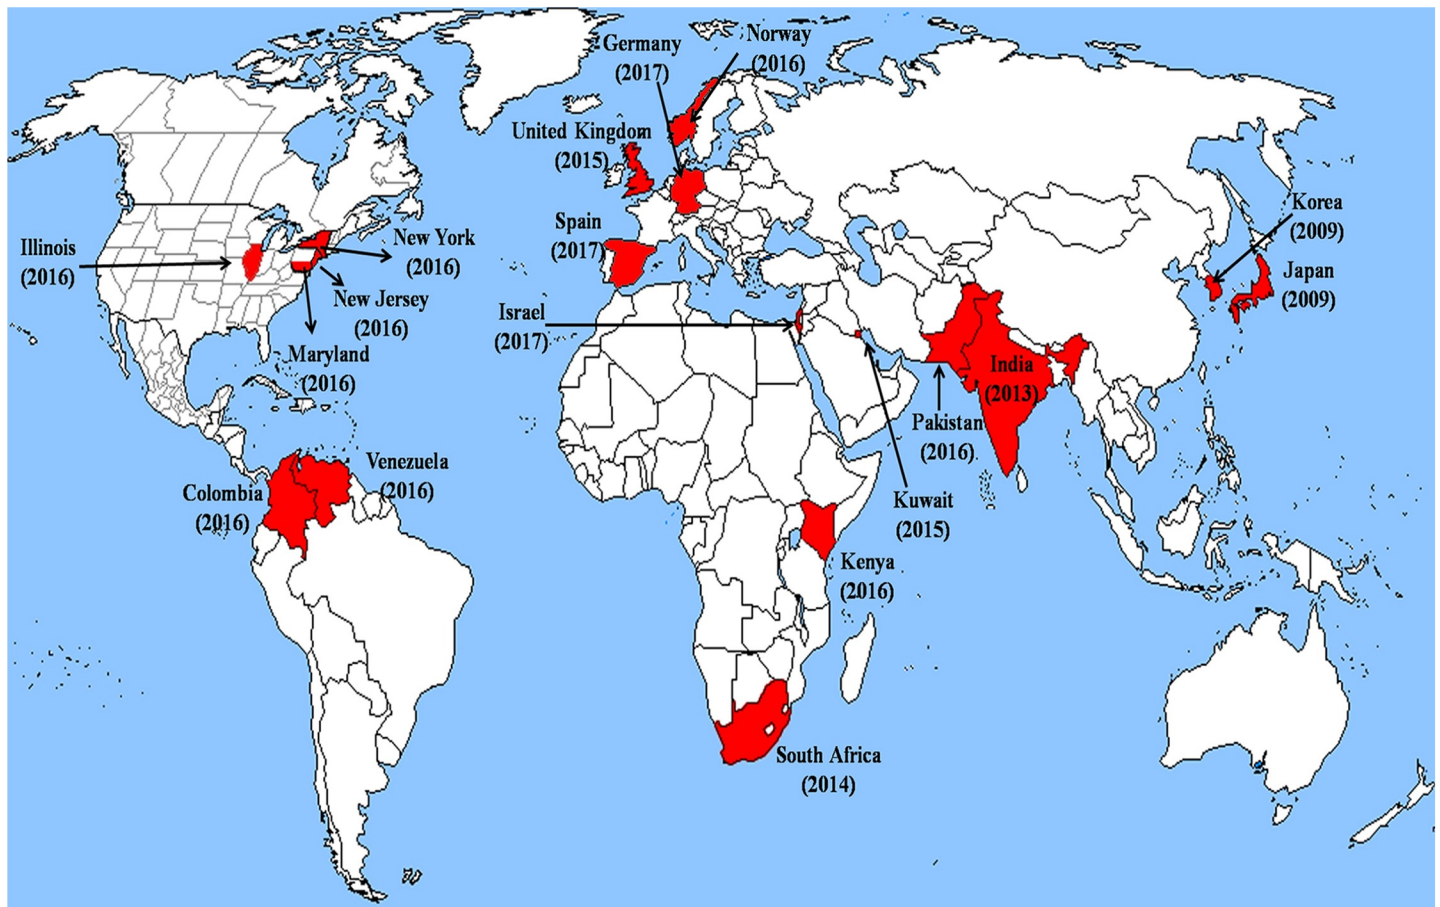 Norway
(2016)
Germany
(2017)
United Kingdom
(2015)
Spain
(2017)
Korea
(2009)
Japan
(2009)
Illinois
(2016)
New York
(2016)
New Jersey
(2016)
Maryland
(2016)
Israel
(2017)
India
(2013)
Pakistan
(2016)
Kuwait
(2015)
Venezuela
(2016)
Colombia
(2016)
Kenya
(2016)
South Africa
(2014)